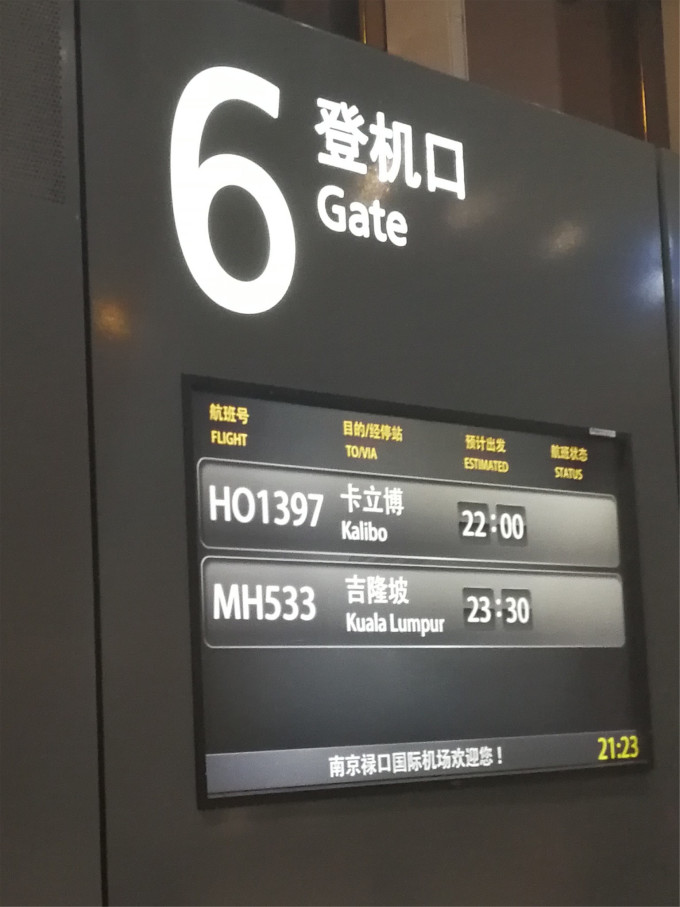 6 登机口
Gate
航班号 目的/经停站 预计出发 航班状态
FLIGHT TO/VIA ESTIMATED STATUS
HO1397 卡立博 22:00
Kalibo
MH533 吉隆坡 23:30
Kuala Lumpur
南京禄口国际机场欢迎您！ 21:23